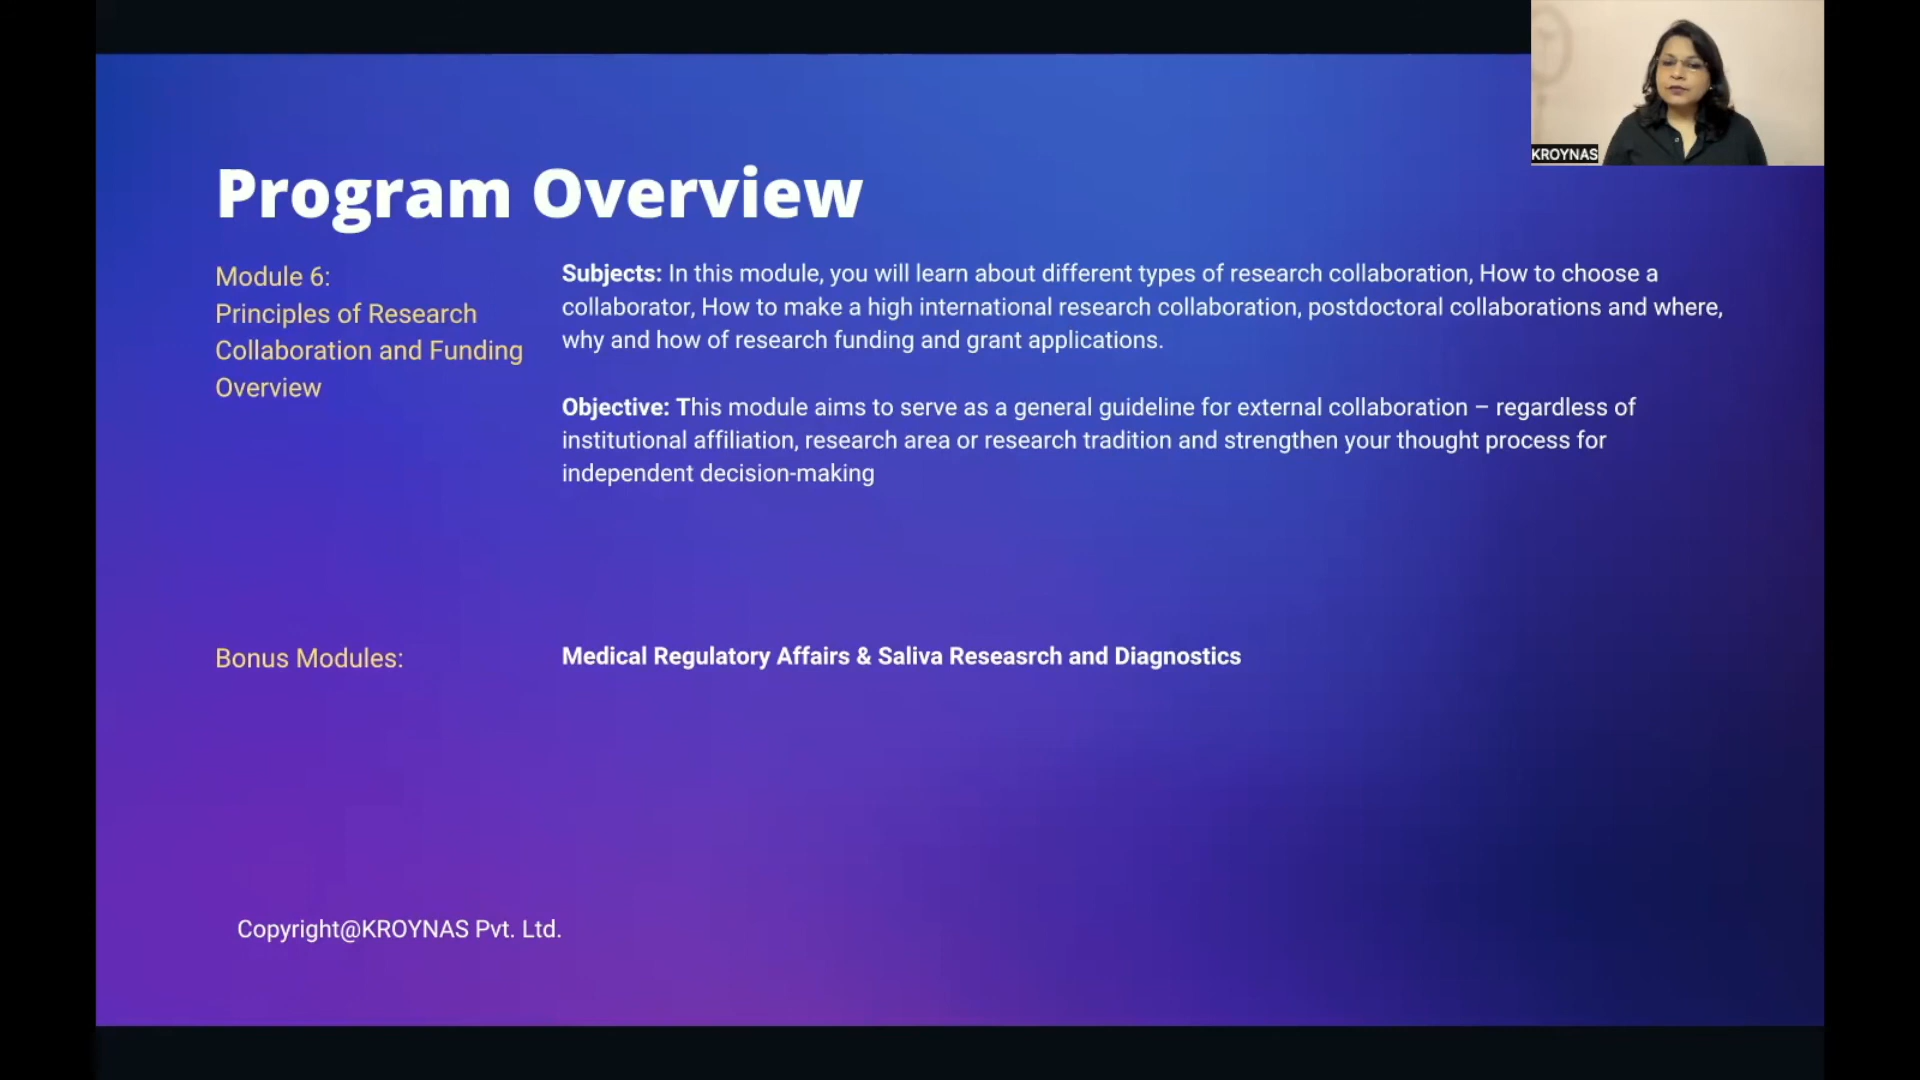 KROYNAS
Program Overview
Module 6:
Principles of Research
Collaboration and Funding
Overview
Subjects: In this module, you will learn about different types of research collaboration, How to choose a
collaborator, How to make a high international research collaboration, postdoctoral collaborations and where,
why and how of research funding and grant applications.
Objective: This module aims to serve as a general guideline for external collaboration – regardless of
institutional affiliation, research area or research tradition and strengthen your thought process for
independent decision-making
Bonus Modules:
Medical Regulatory Affairs & Saliva Reseasrch and Diagnostics
Copyright@KROYNAS Pvt. Ltd.